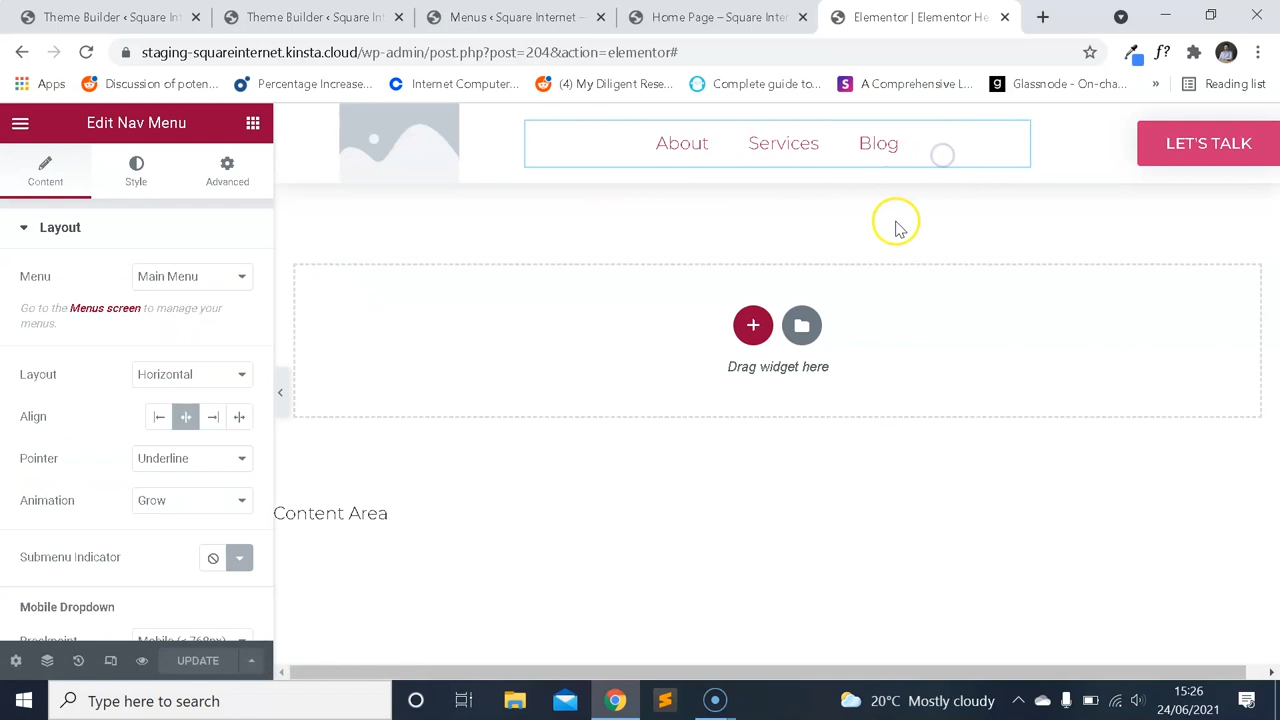 Theme Builder ‹ Square Int
Theme Builder ‹ Square Int
Menus ‹ Square Internet —
Home Page – Square Inter
Elementor | Elementor He
staging-squareinternet.kinsta.cloud/wp-admin/post.php?post=204&action=elementor#
f?
Apps
Discussion of poten...
Percentage Increase...
Internet Computer...
(4) My Diligent Rese...
Complete guide to...
A Comprehensive L...
Glassnode - On-cha...
»
Reading list
Edit Nav Menu
Content
Style
Advanced
About
Services
Blog
LET'S TALK
Layout
Menu
Main Menu
Go to the Menus screen to manage your
menus.
Layout
Horizontal
Align
Pointer
Underline
Animation
Grow
Submenu Indicator
Mobile Dropdown
Breakpoint
Mobile (< 768px)
UPDATE
Drag widget here
Content Area
Type here to search
20°C Mostly cloudy
15:26
24/06/2021